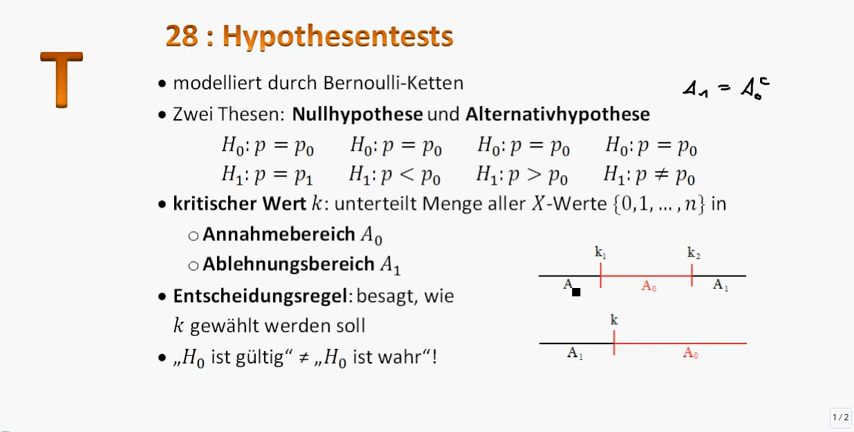 28 : Hypothesentests
T
• modelliert durch Bernoulli-Ketten
A₁ = A₀ᶜ
• Zwei Thesen: Nullhypothese und Alternativhypothese
H₀: p = p₀ H₀: p = p₀ H₀: p = p₀ H₀: p = p₀
H₁: p = p₁ H₁: p < p₀ H₁: p > p₀ H₁: p ≠ p₀
• kritischer Wert k: unterteilt Menge aller X-Werte {0,1, … , n} in
○ Annahmebereich A₀
○ Ablehnungsbereich A₁
k₁ k₂
A A₀ A₁
• Entscheidungsregel: besagt, wie
k gewählt werden soll
k
A₁ A₀
• „H₀ ist gültig“ ≠ „H₀ ist wahr“!
1 / 2